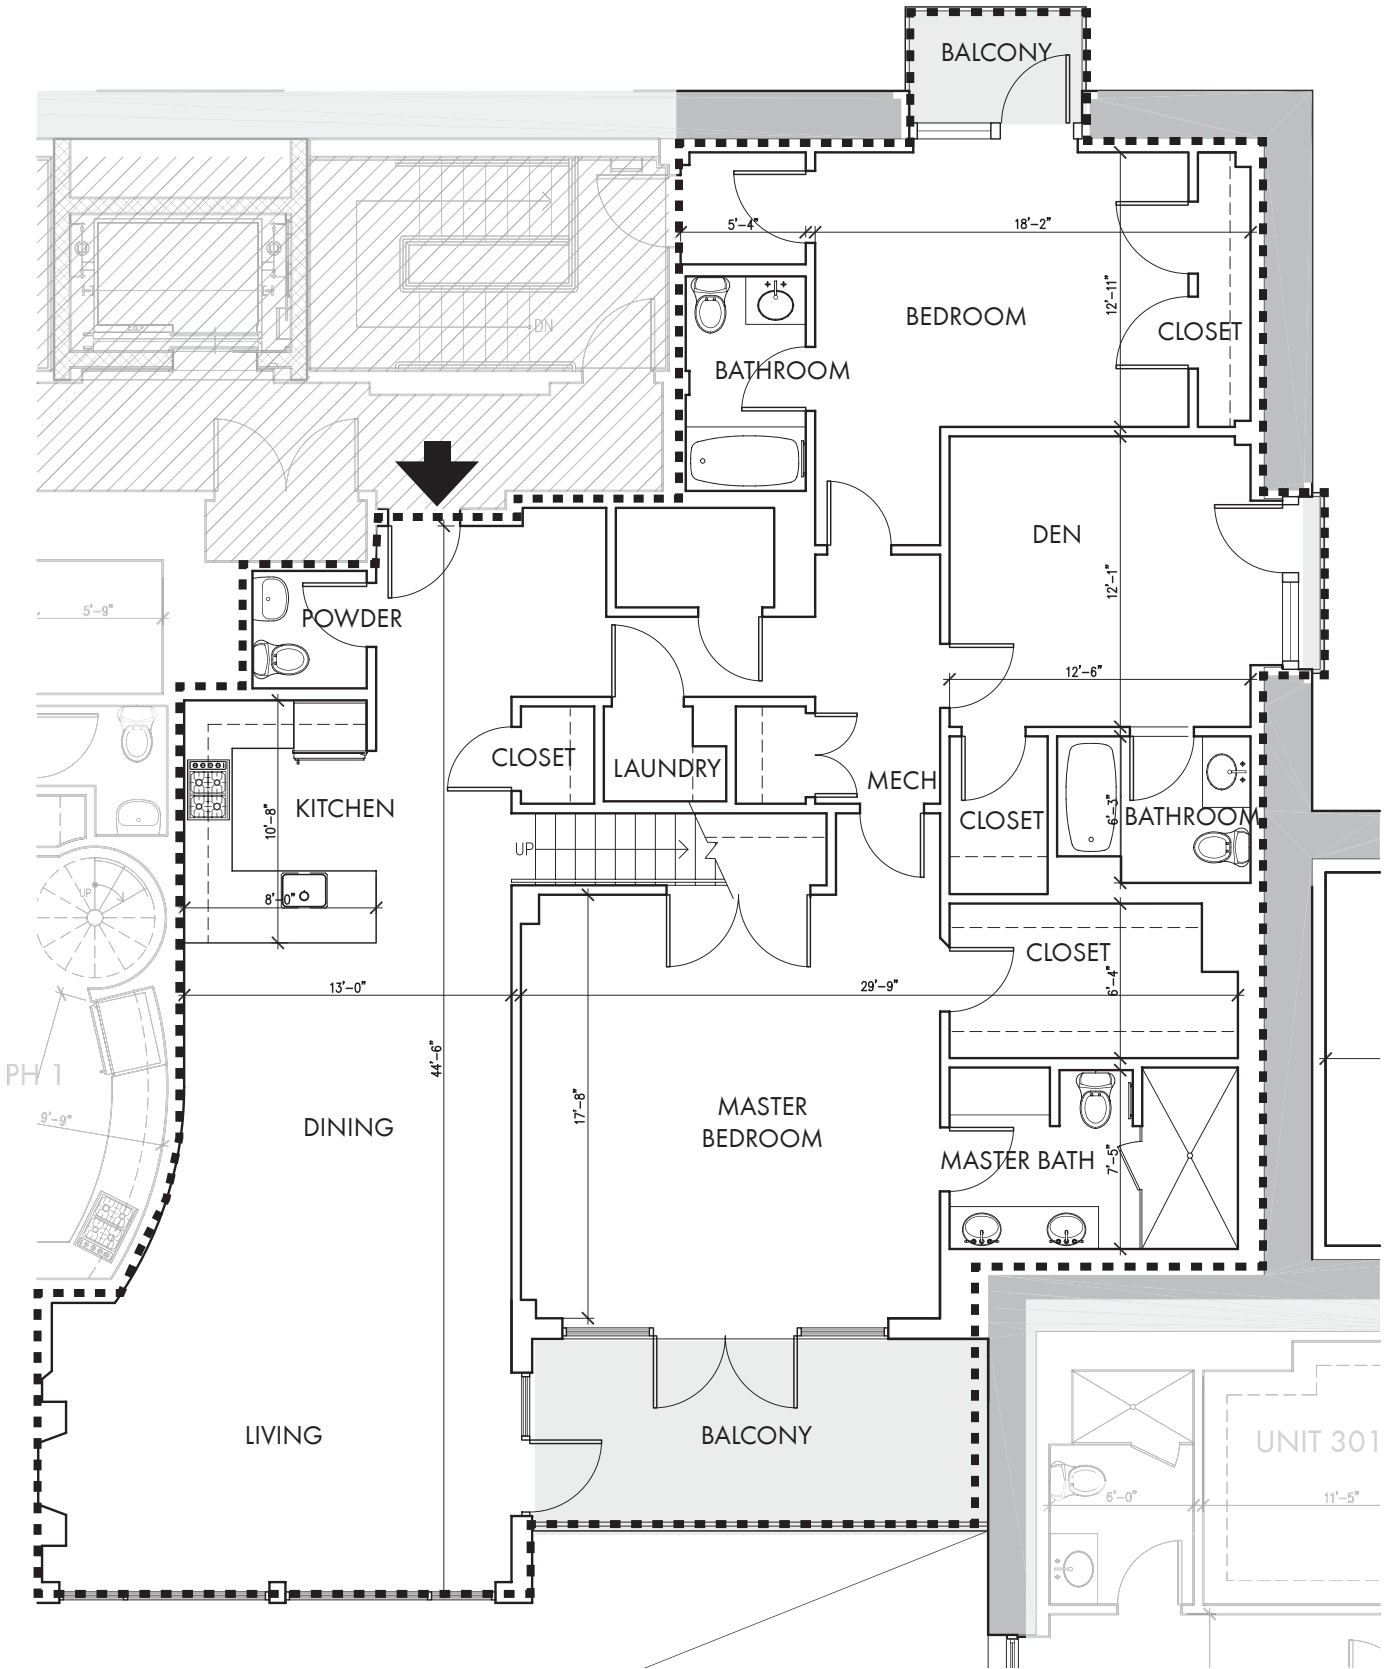 BALCONY
5'-4"
18'-2"
12'-11"
BEDROOM
DN
CLOSET
BATHROOM
DEN
12'-1"
5'-9"
POWDER
12'-6"
CLOSET
LAUNDRY
MECH
KITCHEN
10'-8"
6'-3"
CLOSET
BATHROOM
UP
UP
8'-0"
CLOSET
6'-4"
13'-0"
29'-9"
44'-6"
PH 1
9'-9"
17'-8"
MASTER
BEDROOM
DINING
MASTER BATH
7'-5"
LIVING
BALCONY
UNIT 301
6'-0"
11'-5"